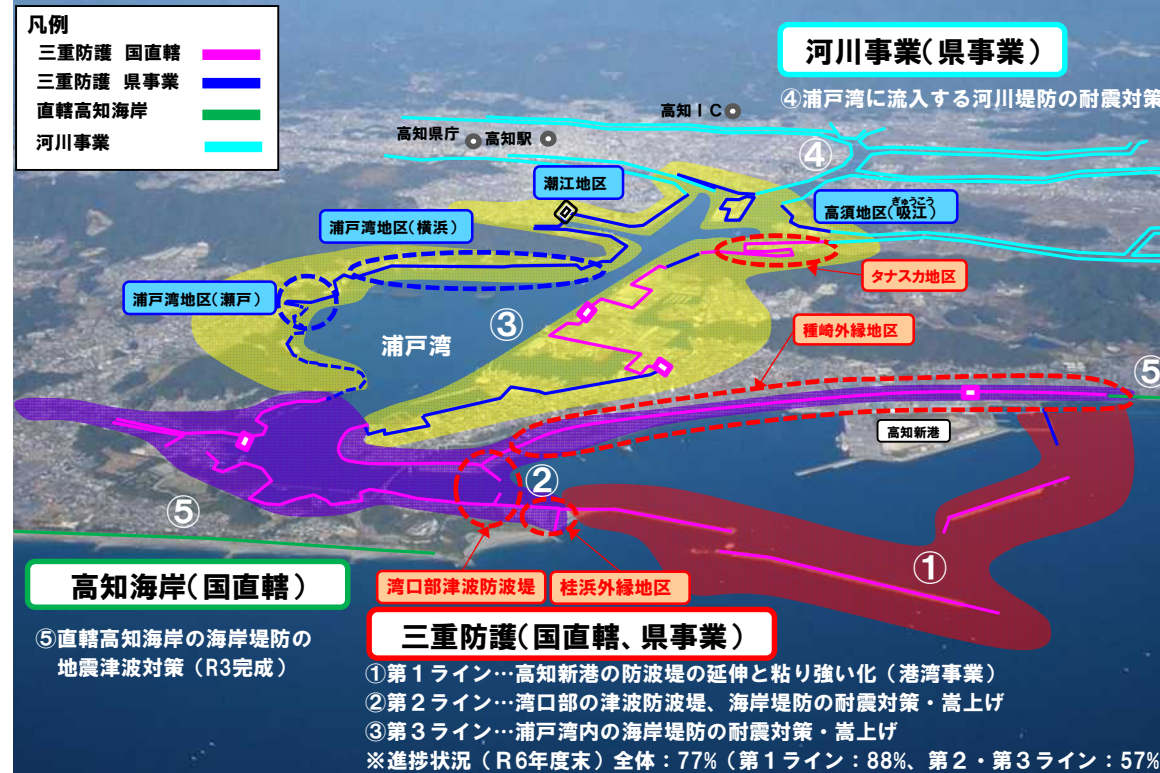 凡例
三重防護 国直轄
三重防護 県事業
直轄高知海岸
河川事業
河川事業(県事業)
④浦戸湾に流入する河川堤防の耐震対策
高知IC
高知県庁
高知駅
④
潮江地区
ぎゅうこう
高須地区(吸江)
浦戸湾地区(横浜)
タナスカ地区
浦戸湾地区(瀬戸)
③
種崎外縁地区
浦戸湾
⑤
高知新港
②
⑤
①
湾口部津波防波堤
桂浜外縁地区
高知海岸(国直轄)
⑤直轄高知海岸の海岸堤防の
地震津波対策(R3完成)
三重防護(国直轄、県事業)
①第1ライン…高知新港の防波堤の延伸と粘り強い化(港湾事業)
②第2ライン…湾口部の津波防波堤、海岸堤防の耐震対策・嵩上げ
③第3ライン…浦戸湾内の海岸堤防の耐震対策・嵩上げ
※進捗状況(R6年度末)全体:77%(第1ライン:88%、第2・第3ライン:57%